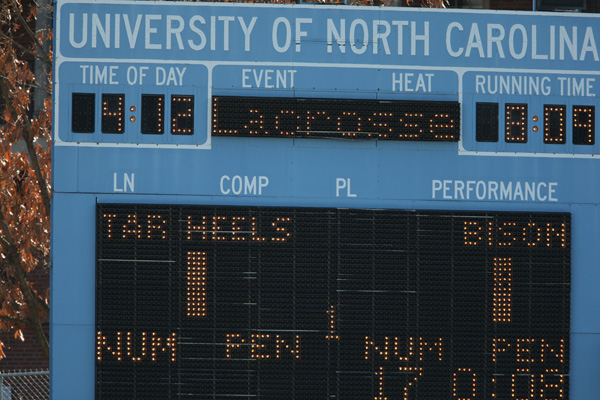 UNIVERSITY OF NORTH CAROLINA
TIME OF DAY EVENT HEAT RUNNING TIME
4:12 Lacrosse 8:09
LN COMP PL PERFORMANCE
TAR HEELS BISON
1 1
1
NUM PEN NUM PEN
17 0:08